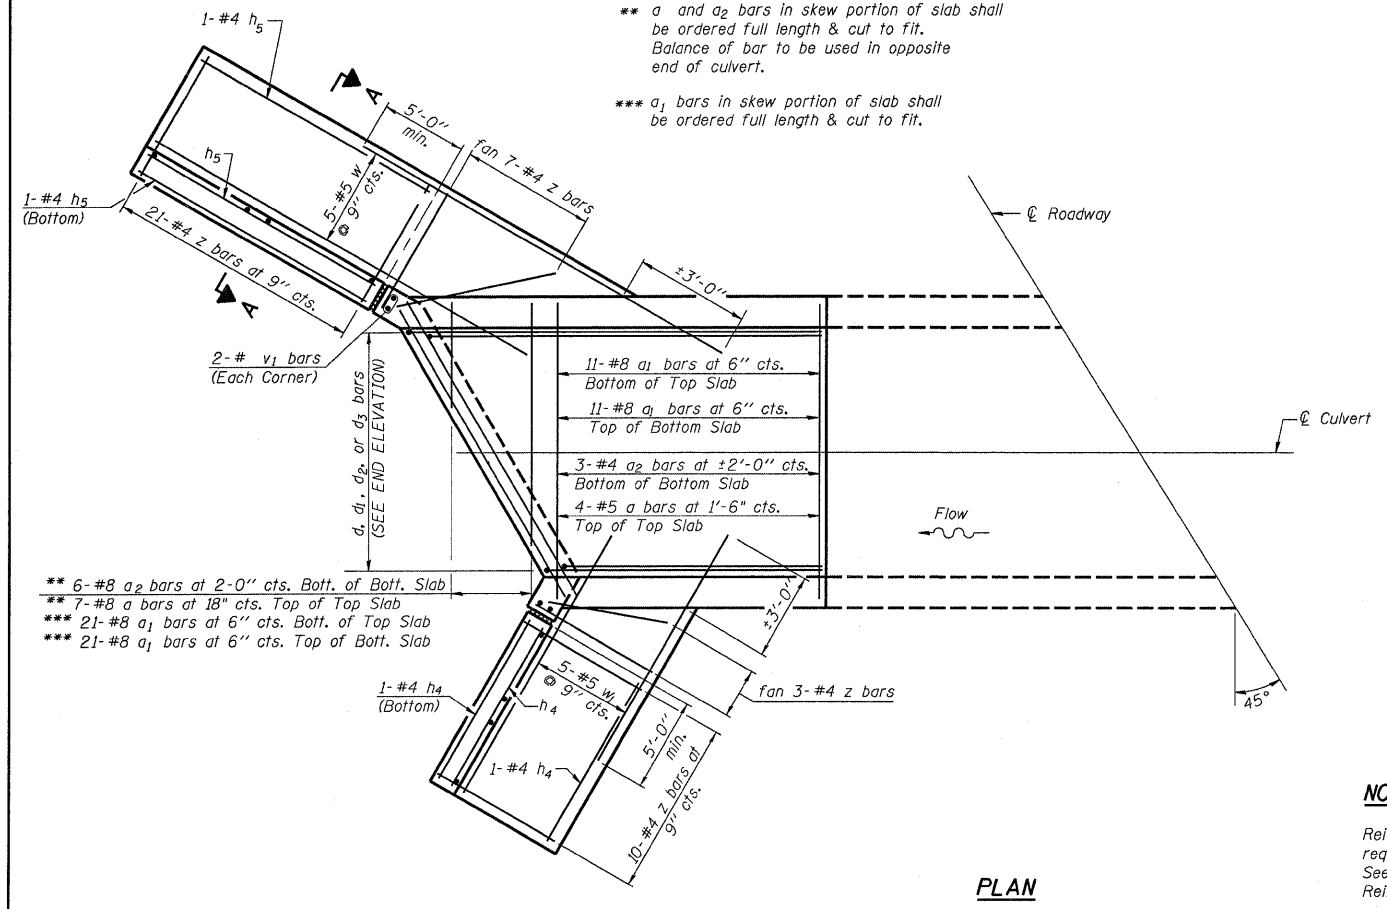 1- #4 h5
** a and a2 bars in skew portion of slab shall
be ordered full length & cut to fit.
Balance of bar to be used in opposite
end of culvert.
*** a1 bars in skew portion of slab shall
be ordered full length & cut to fit.
A
5'-0"
min.
fan 7-#4 z bars
h5
5-#5 w
@ 9" cts.
1- #4 h5
(Bottom)
21-#4 z bars at 9" cts.
A
℄ Roadway
±3'-0"
2-# v1 bars
(Each Corner)
11-#8 a1 bars at 6" cts.
Bottom of Top Slab
11-#8 a1 bars at 6" cts.
Top of Bottom Slab
℄ Culvert
3-#4 a2 bars at ±2'-0" cts.
Bottom of Bottom Slab
4-#5 a bars at 1'-6" cts.
Top of Top Slab
d, d1, d2, or d3 bars
(SEE END ELEVATION)
Flow
** 6-#8 a2 bars at 2-0" cts. Bott. of Bott. Slab
** 7-#8 a bars at 18" cts. Top of Top Slab
*** 21-#8 a1 bars at 6" cts. Bott. of Top Slab
*** 21-#8 a1 bars at 6" cts. Top of Bott. Slab
±3'-0"
1-#4 h4
(Bottom)
5-#5 w1
@ 9" cts.
h4
fan 3-#4 z bars
45°
5'-0"
min.
1-#4 h4
10-#4 z bars at
9" cts.
PLAN
NO
Rei
req
See
Rei